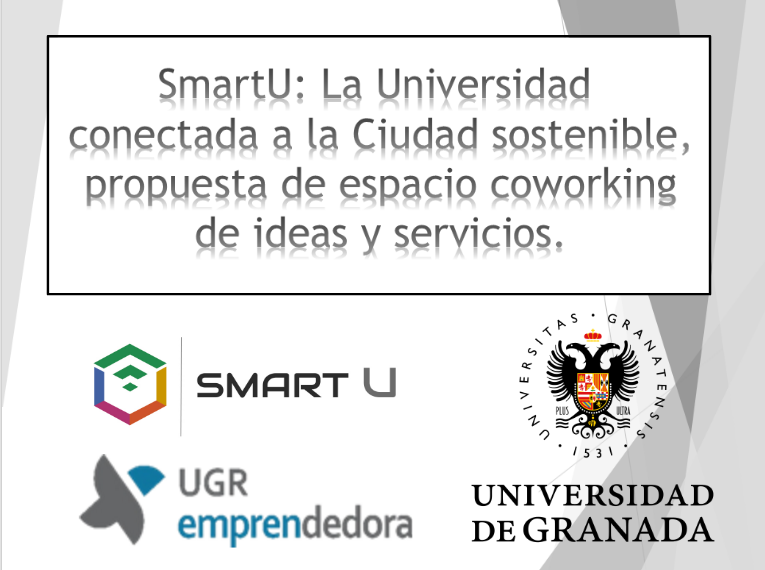 SmartU: La Universidad
conectada a la Ciudad sostenible,
propuesta de espacio coworking
de ideas y servicios.
SMART U
UNIVERSITAS · GRANATENSIS · 1531 ·
PLUS ULTRA
UGR
emprendedora
UNIVERSIDAD
DE GRANADA